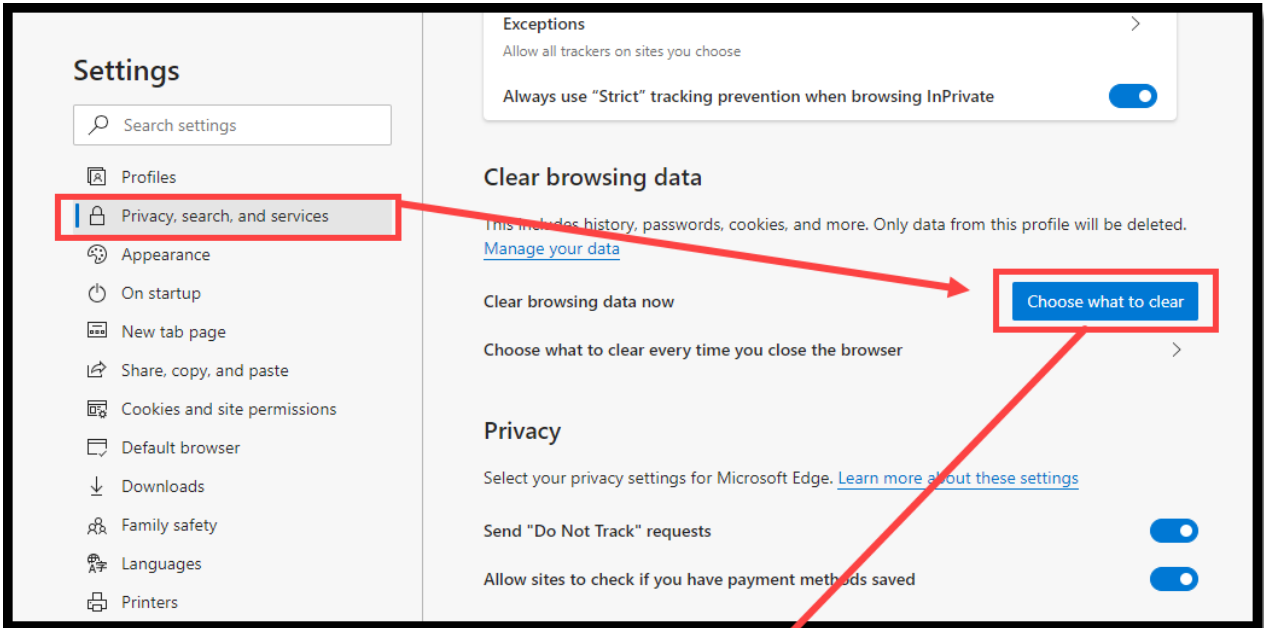 Settings
Search settings
Profiles
Privacy, search, and services
Appearance
On startup
New tab page
Share, copy, and paste
Cookies and site permissions
Default browser
Downloads
Family safety
Languages
Printers
Exceptions
Allow all trackers on sites you choose
Always use “Strict” tracking prevention when browsing InPrivate
Clear browsing data
This includes history, passwords, cookies, and more. Only data from this profile will be deleted.
Manage your data
Clear browsing data now
Choose what to clear
Choose what to clear every time you close the browser
Privacy
Select your privacy settings for Microsoft Edge. Learn more about these settings
Send "Do Not Track" requests
Allow sites to check if you have payment methods saved